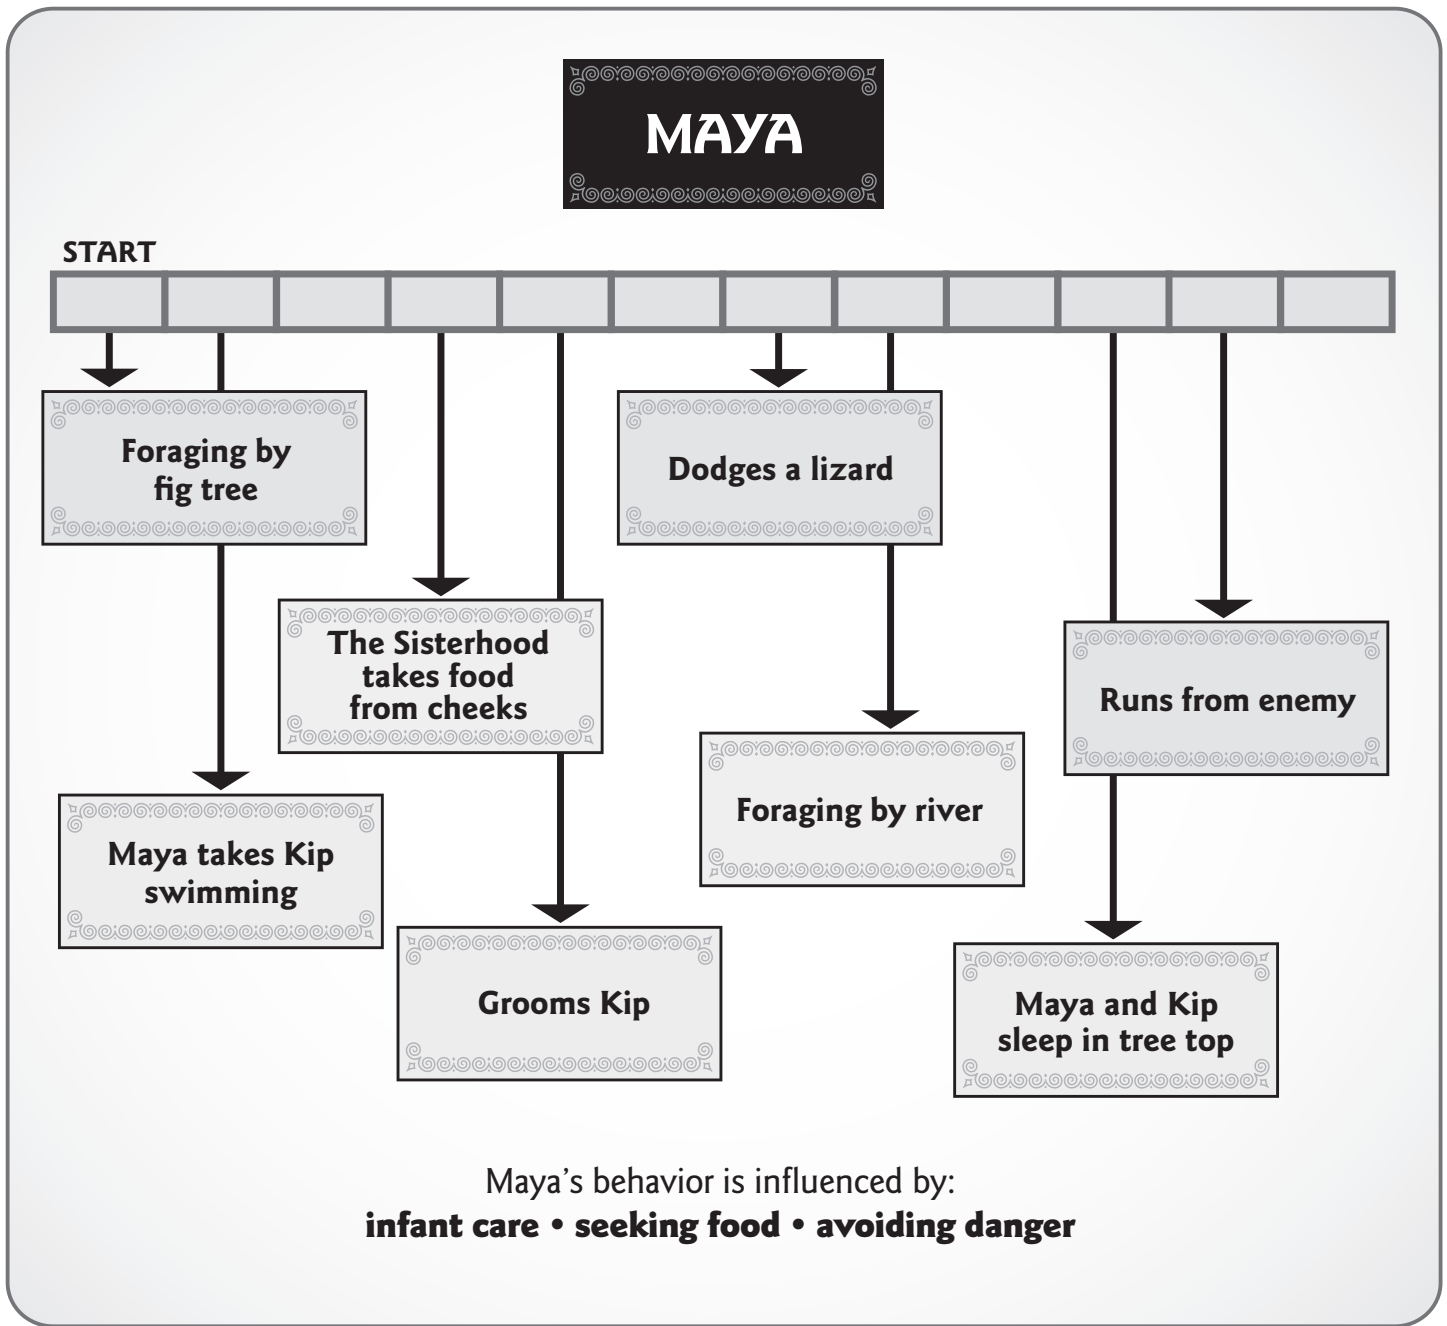 MAYA
START
Foraging by
fig tree
Dodges a lizard
The Sisterhood
takes food
from cheeks
Runs from enemy
Foraging by river
Maya takes Kip
swimming
Grooms Kip
Maya and Kip
sleep in tree top
Maya’s behavior is influenced by:
infant care • seeking food • avoiding danger